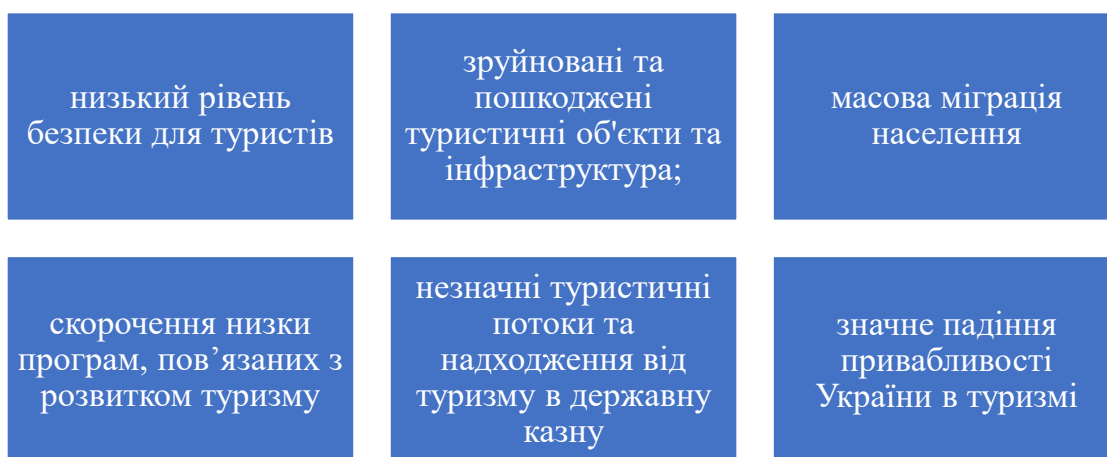 низький рівень
безпеки для туристів
зруйновані та
пошкоджені
туристичні об'єкти та
інфраструктура;
масова міграція
населення
скорочення низки
програм, пов’язаних з
розвитком туризму
незначні туристичні
потоки та
надходження від
туризму в державну
казну
значне падіння
привабливості
України в туризмі